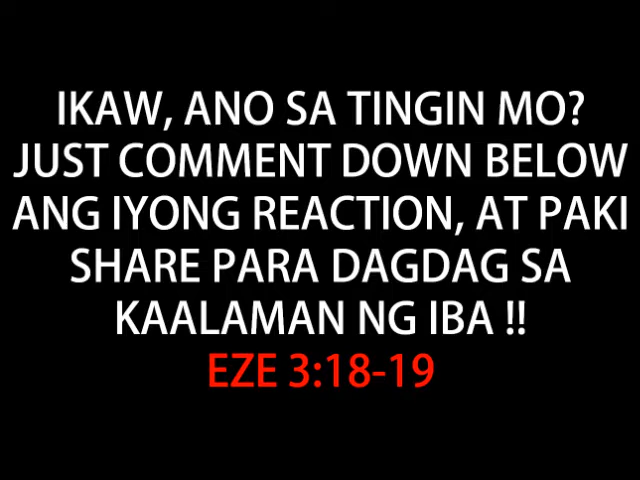 IKAW, ANO SA TINGIN MO?
JUST COMMENT DOWN BELOW
ANG IYONG REACTION, AT PAKI
SHARE PARA DAGDAG SA
KAALAMAN NG IBA !!
EZE 3:18-19